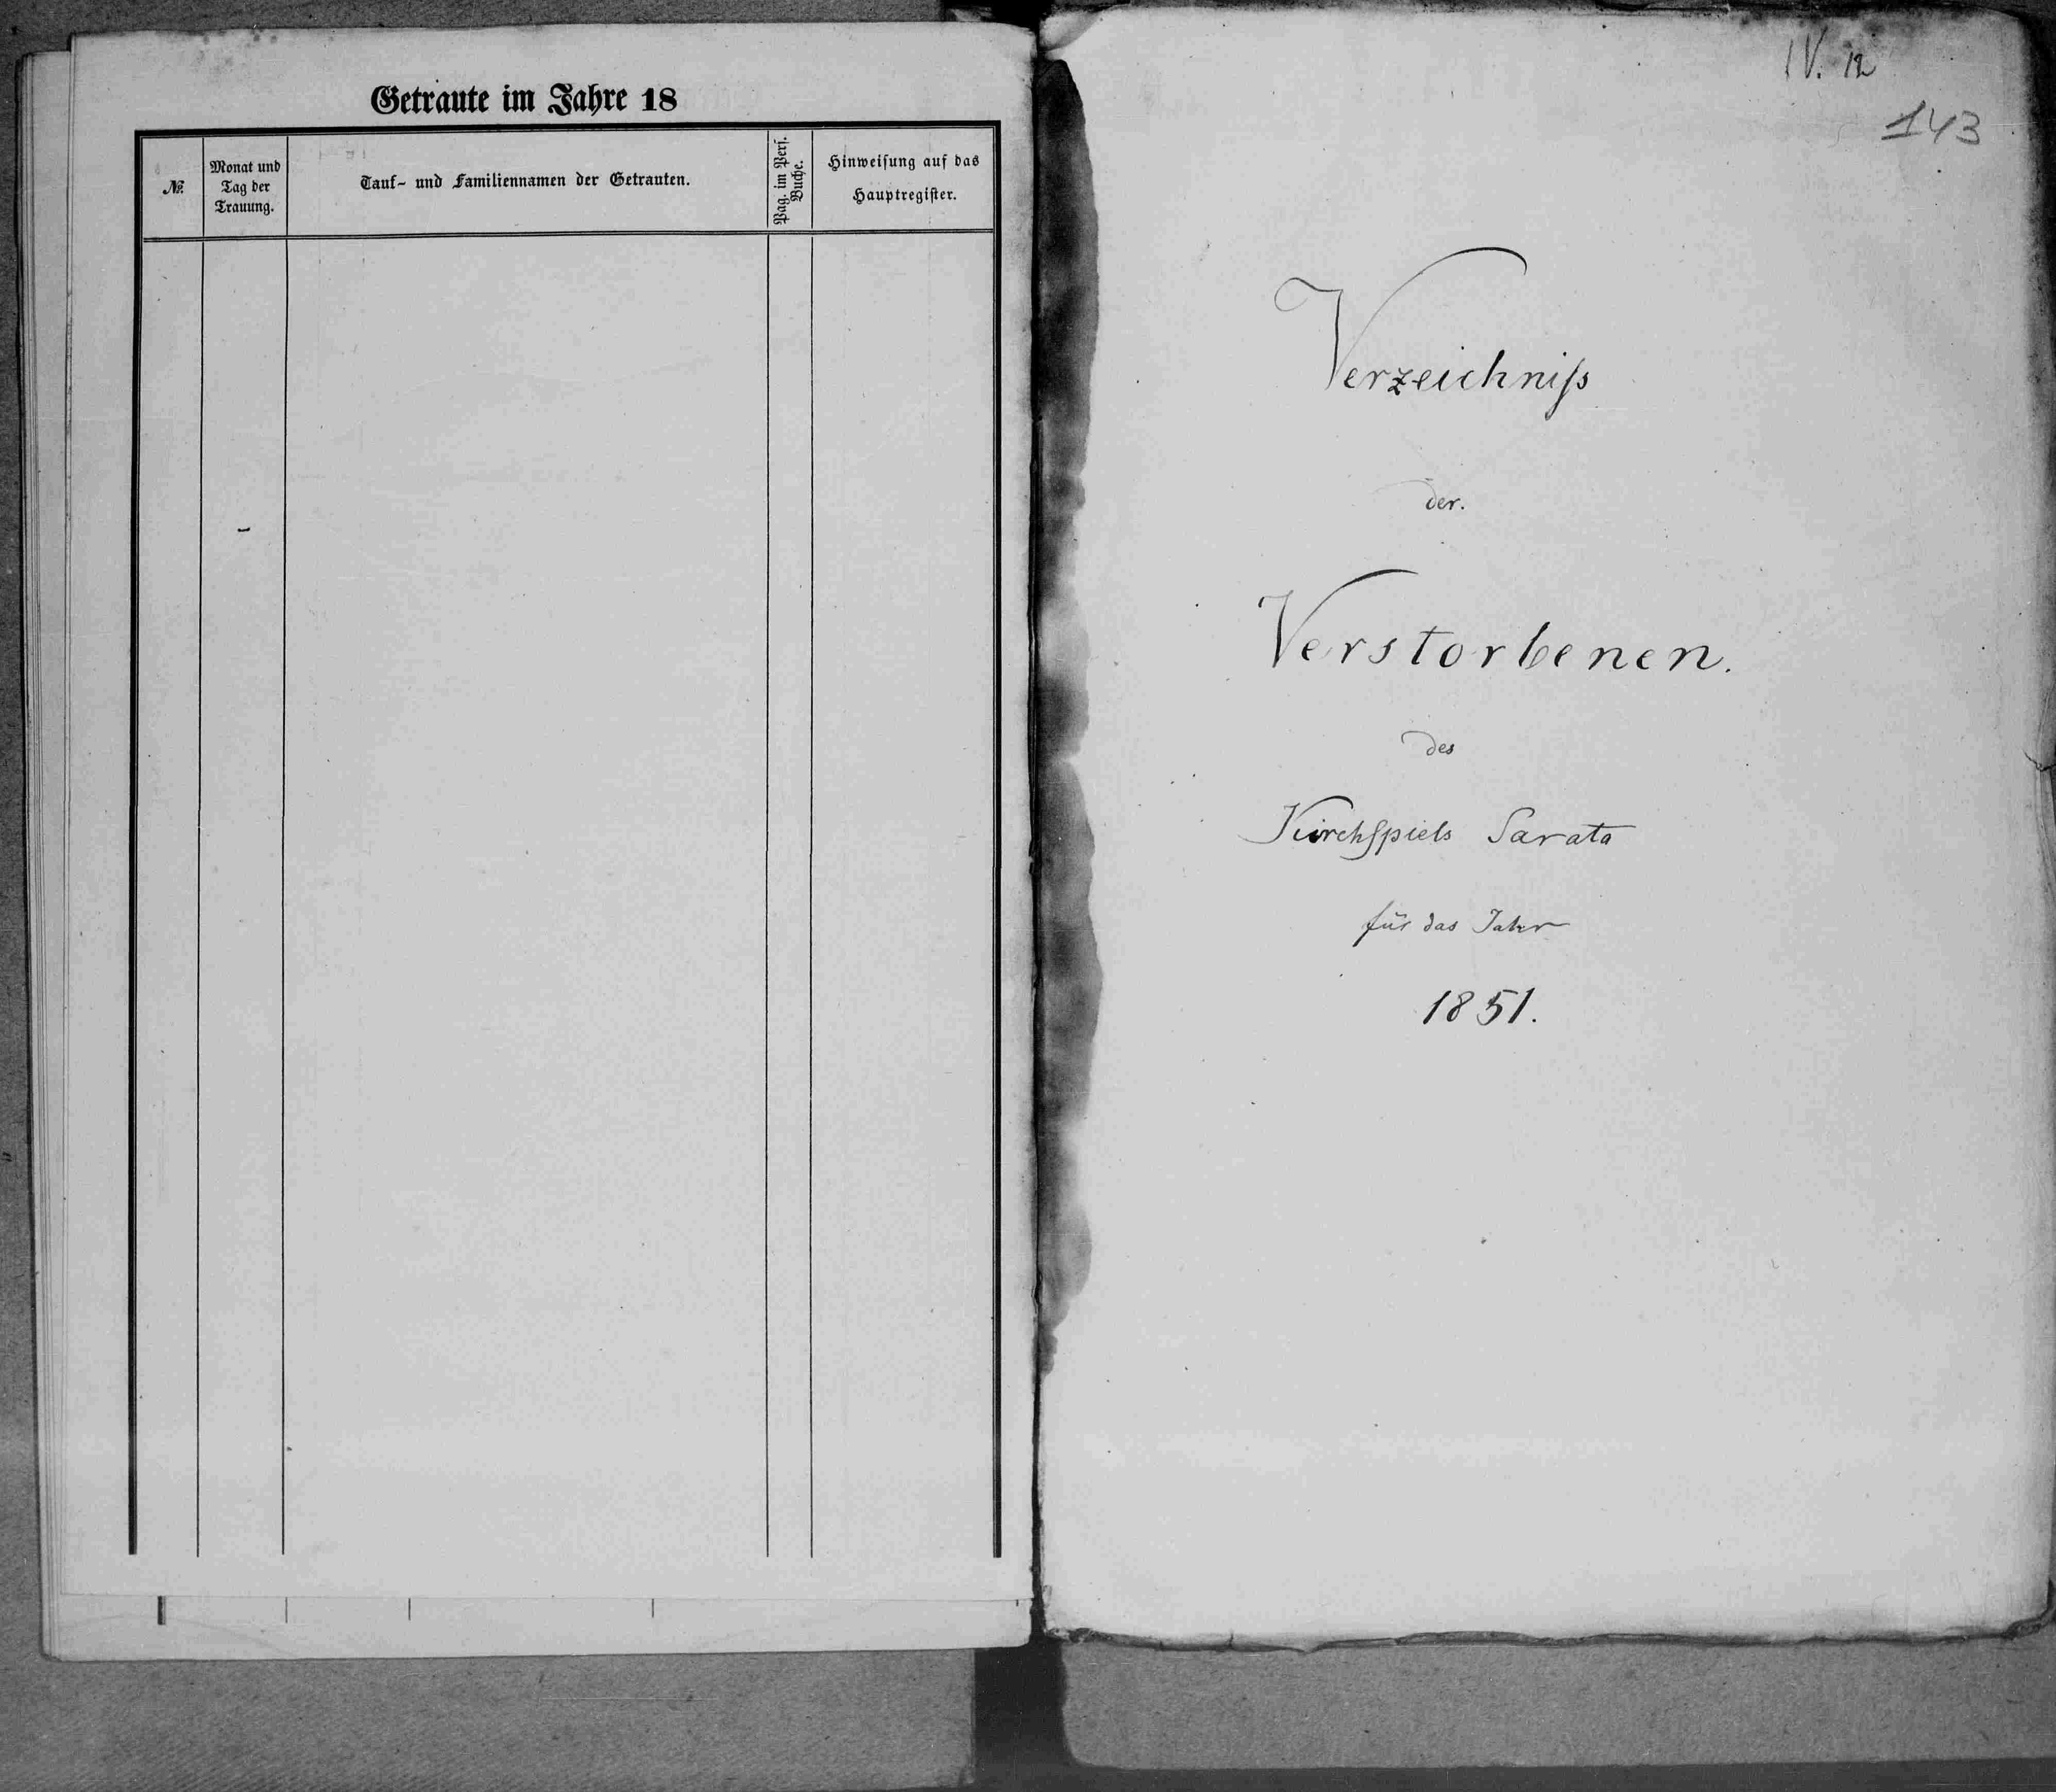 Getraute im Jahre 18
№
Monat und
Tag der
Trauung.
Tauf- und Familiennamen der Getrauten.
Pag. im Pers.
Buche.
Hinweisung auf das
Hauptregister.
IV. 12
143
Verzeichniſs
der.
Verstorbenen.
des
Kirchſpiels Sarata
für das Jahr
1851.